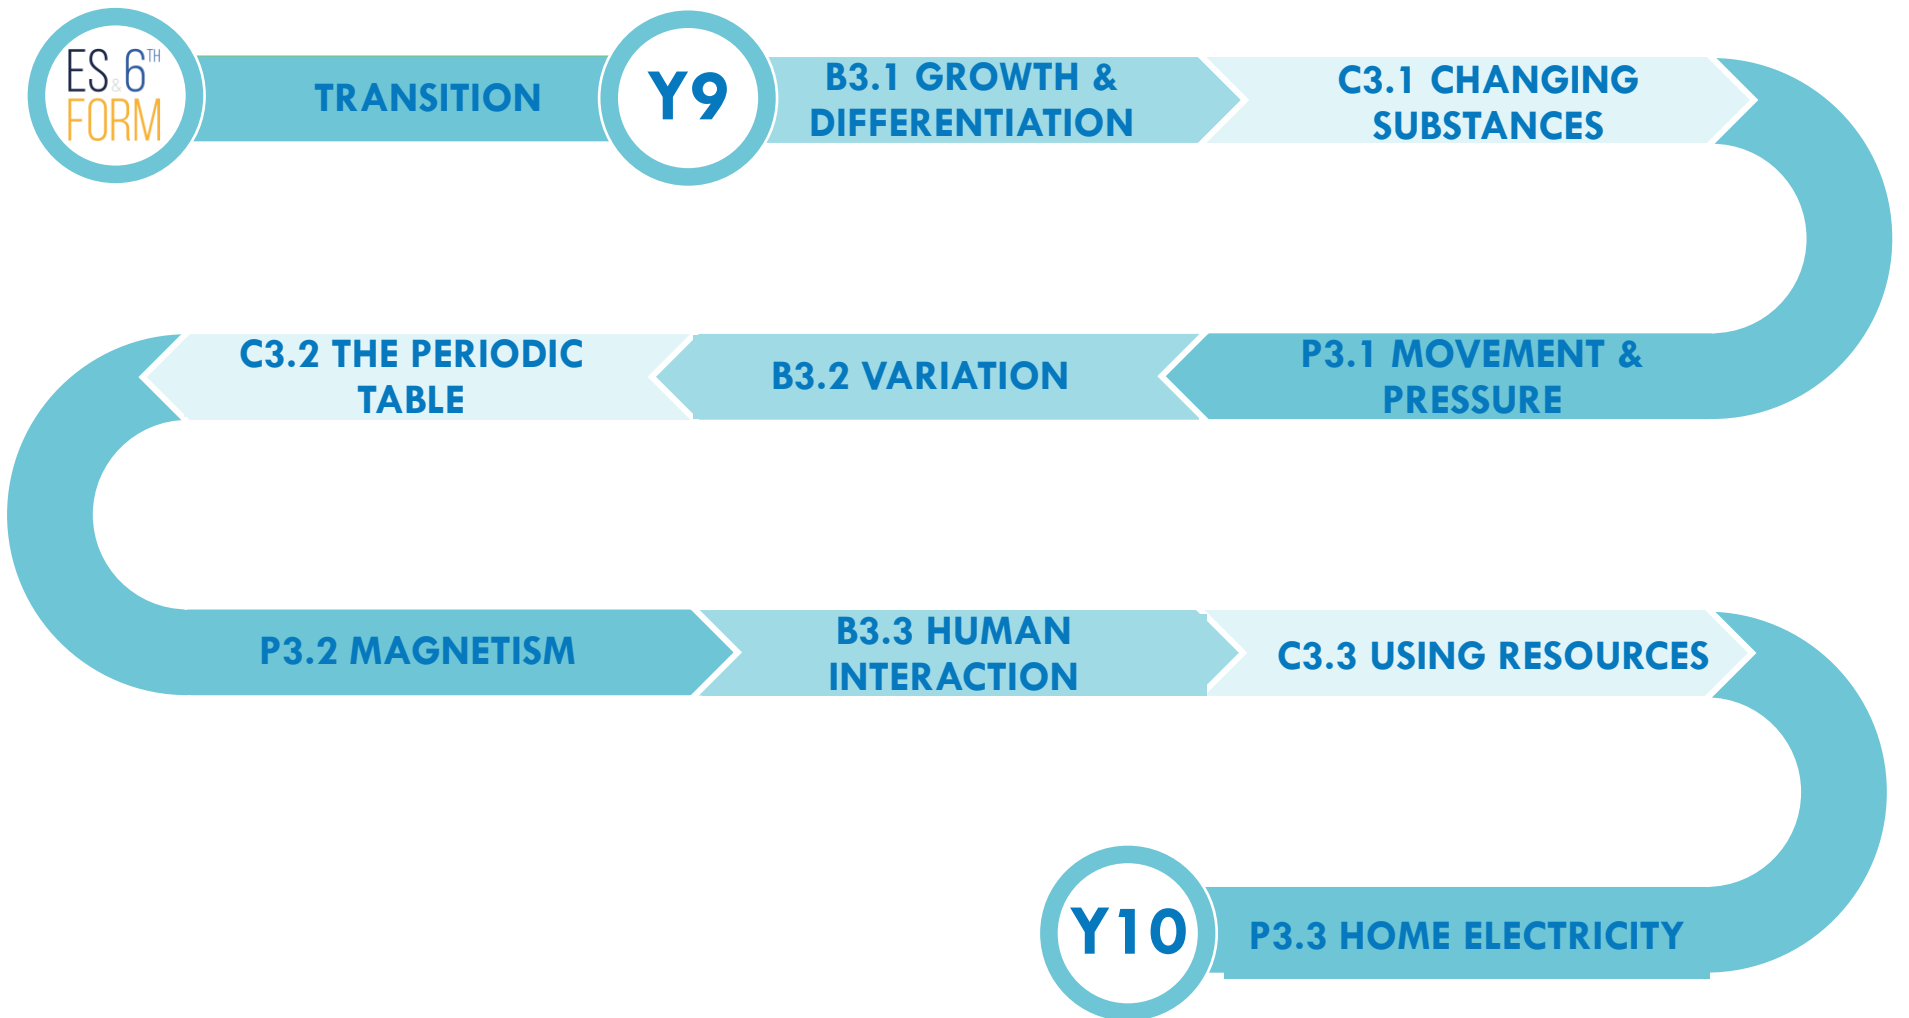 ES & 6TH
FORM
TRANSITION
Y9
B3.1 GROWTH &
DIFFERENTIATION
C3.1 CHANGING
SUBSTANCES
P3.1 MOVEMENT &
PRESSURE
B3.2 VARIATION
C3.2 THE PERIODIC
TABLE
P3.2 MAGNETISM
B3.3 HUMAN
INTERACTION
C3.3 USING RESOURCES
P3.3 HOME ELECTRICITY
Y10